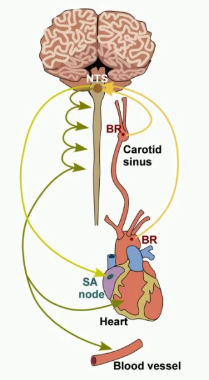 NTS
BR
Carotid
sinus
BR
SA
node
Heart
Blood vessel